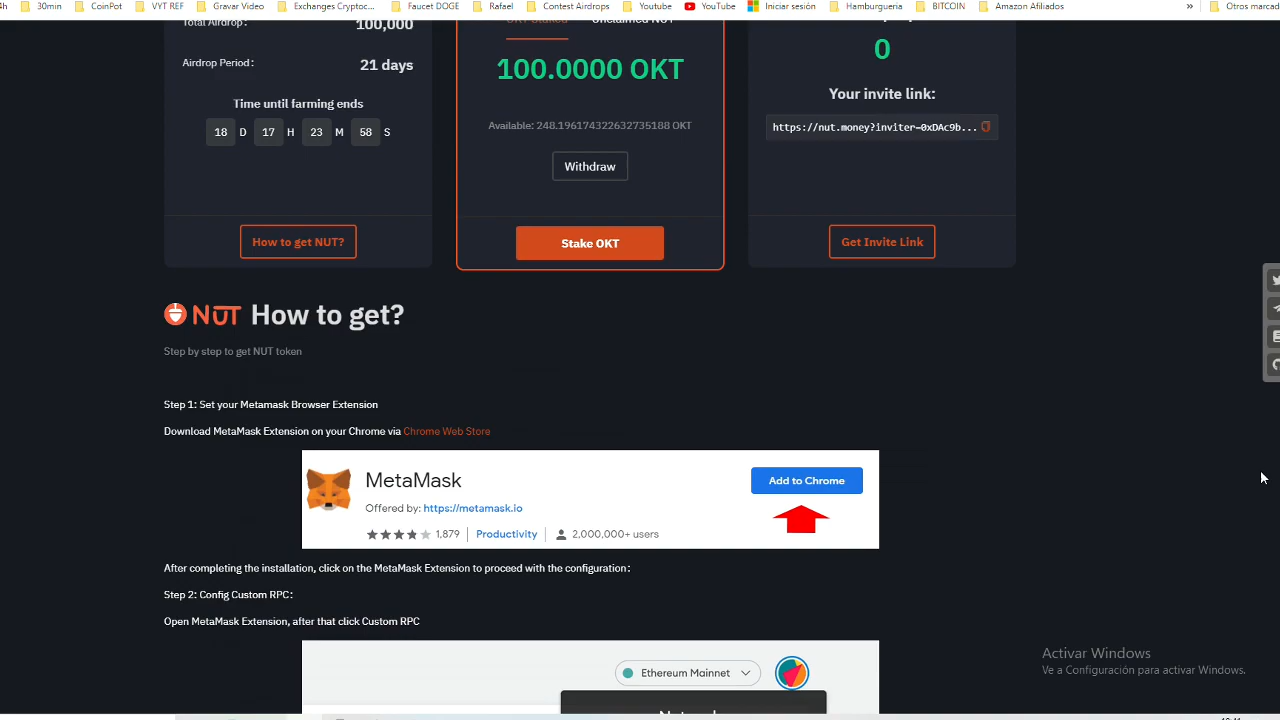 4h 30min CoinPot VYT REF Gravar Video Exchanges Cryptoc... Faucet DOGE Rafael Contest Airdrops Youtube YouTube Iniciar sesión Hamburgueria BITCOIN Amazon Afiliados » Otros marcad
Total Airdrop: 100,000
Airdrop Period: 21 days
Time until farming ends
18 D 17 H 23 M 58 S
How to get NUT?
OKT Staked Unclaimed NUT
100.0000 OKT
Available: 248.196174322632735188 OKT
Withdraw
Stake OKT
0
Your invite link:
https://nut.money?inviter=0xDAc9b...
Get Invite Link
NUT How to get?
Step by step to get NUT token
Step 1: Set your Metamask Browser Extension
Download MetaMask Extension on your Chrome via Chrome Web Store
MetaMask
Add to Chrome
Offered by: https://metamask.io
1,879 Productivity 2,000,000+ users
After completing the installation, click on the MetaMask Extension to proceed with the configuration:
Step 2: Config Custom RPC:
Open MetaMask Extension, after that click Custom RPC
Ethereum Mainnet
Activar Windows
Ve a Configuración para activar Windows.